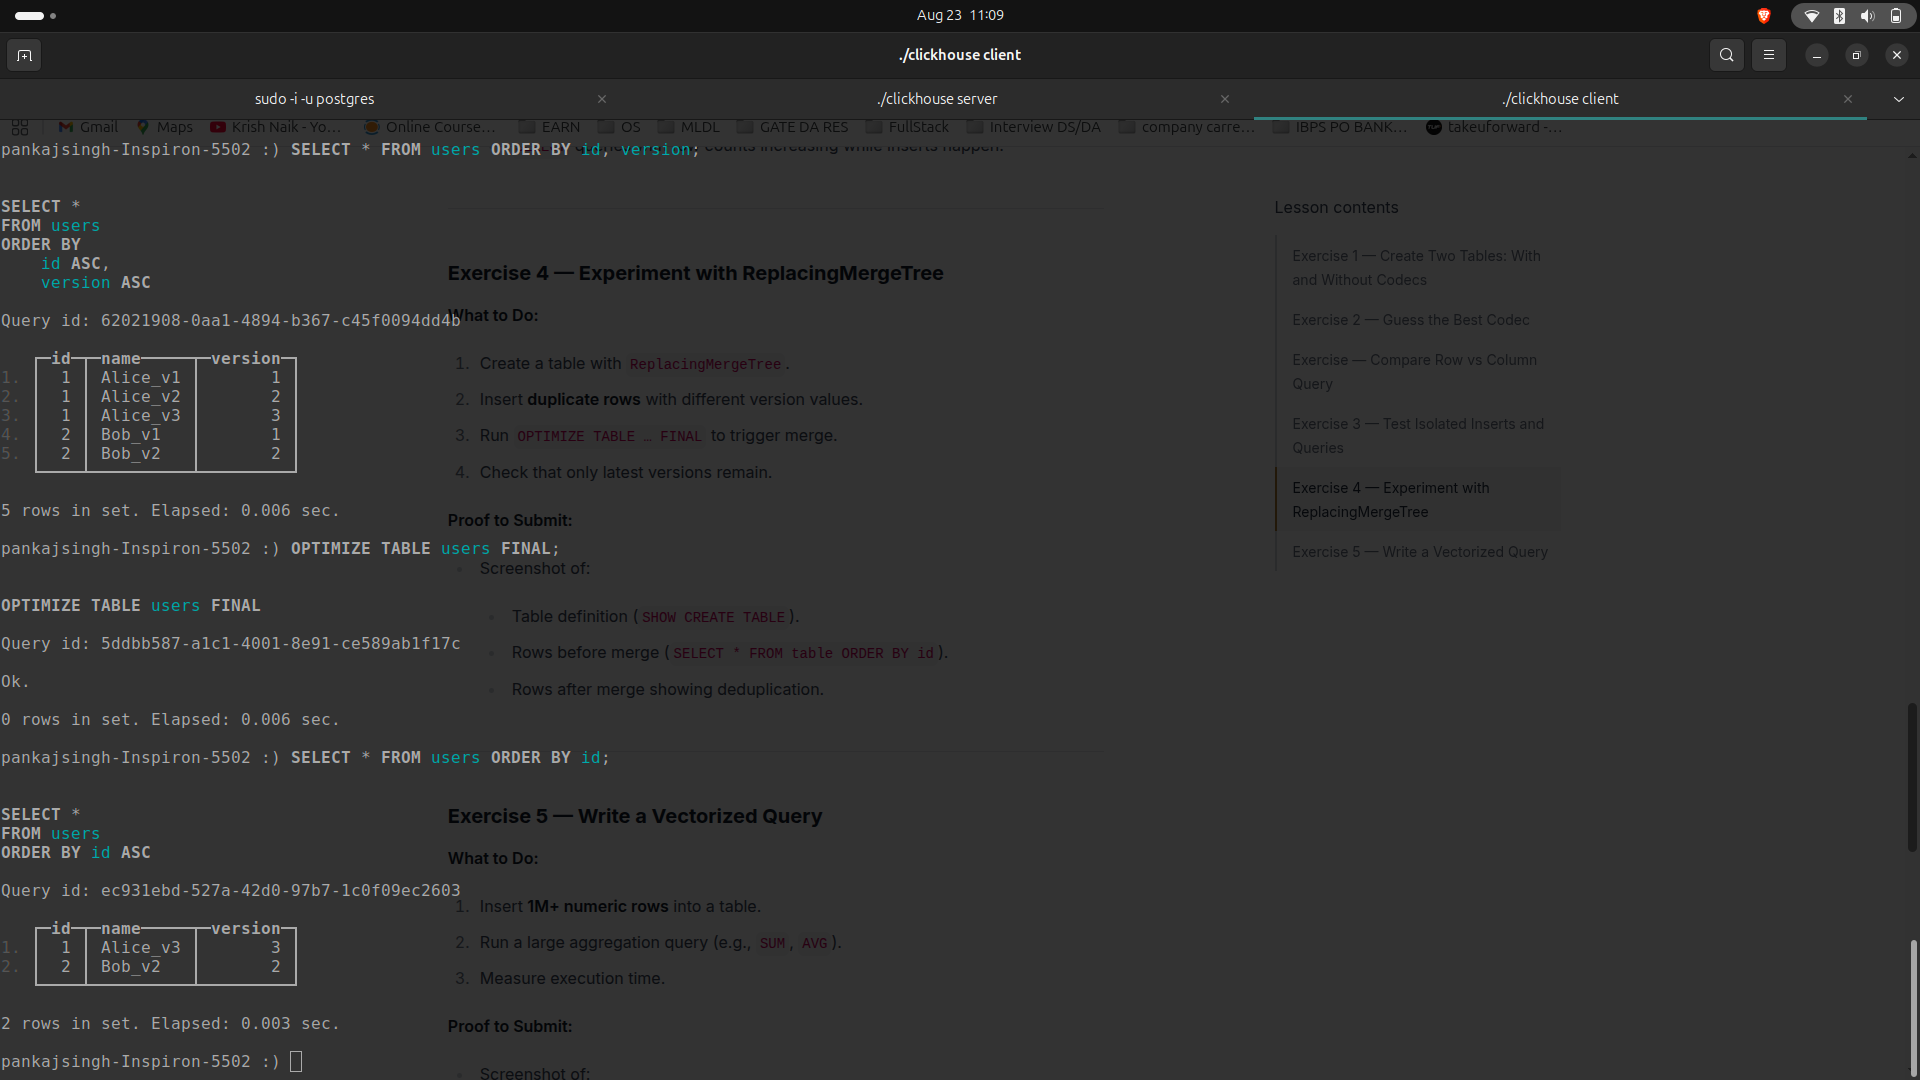 Aug 23 11:09
./clickhouse client
sudo -i -u postgres
./clickhouse server
./clickhouse client
Gmail Maps Krish Naik - Yo... Online Course... EARN OS MLDL GATE DA RES FullStack Interview DS/DA company carre... IBPS PO BANK... takeuforward -...
pankajsingh-Inspiron-5502 :) SELECT * FROM users ORDER BY id, version;
counts increasing while inserts happen.
SELECT *
FROM users
ORDER BY
id ASC,
version ASC
Query id: 62021908-0aa1-4894-b367-c45f0094dd4b
id name version
1. 1 Alice_v1 1
2. 1 Alice_v2 2
3. 1 Alice_v3 3
4. 2 Bob_v1 1
5. 2 Bob_v2 2
5 rows in set. Elapsed: 0.006 sec.
pankajsingh-Inspiron-5502 :) OPTIMIZE TABLE users FINAL;
OPTIMIZE TABLE users FINAL
Query id: 5ddbb587-a1c1-4001-8e91-ce589ab1f17c
Ok.
0 rows in set. Elapsed: 0.006 sec.
pankajsingh-Inspiron-5502 :) SELECT * FROM users ORDER BY id;
SELECT *
FROM users
ORDER BY id ASC
Query id: ec931ebd-527a-42d0-97b7-1c0f09ec2603
id name version
1. 1 Alice_v3 3
2. 2 Bob_v2 2
2 rows in set. Elapsed: 0.003 sec.
pankajsingh-Inspiron-5502 :)
Exercise 4 — Experiment with ReplacingMergeTree
What to Do:
1. Create a table with ReplacingMergeTree.
2. Insert duplicate rows with different version values.
3. Run OPTIMIZE TABLE … FINAL to trigger merge.
4. Check that only latest versions remain.
Proof to Submit:
Screenshot of:
Table definition (SHOW CREATE TABLE).
Rows before merge (SELECT * FROM table ORDER BY id).
Rows after merge showing deduplication.
Exercise 5 — Write a Vectorized Query
What to Do:
1. Insert 1M+ numeric rows into a table.
2. Run a large aggregation query (e.g., SUM, AVG).
3. Measure execution time.
Proof to Submit:
Screenshot of:
Lesson contents
Exercise 1 — Create Two Tables: With
and Without Codecs
Exercise 2 — Guess the Best Codec
Exercise — Compare Row vs Column
Query
Exercise 3 — Test Isolated Inserts and
Queries
Exercise 4 — Experiment with
ReplacingMergeTree
Exercise 5 — Write a Vectorized Query